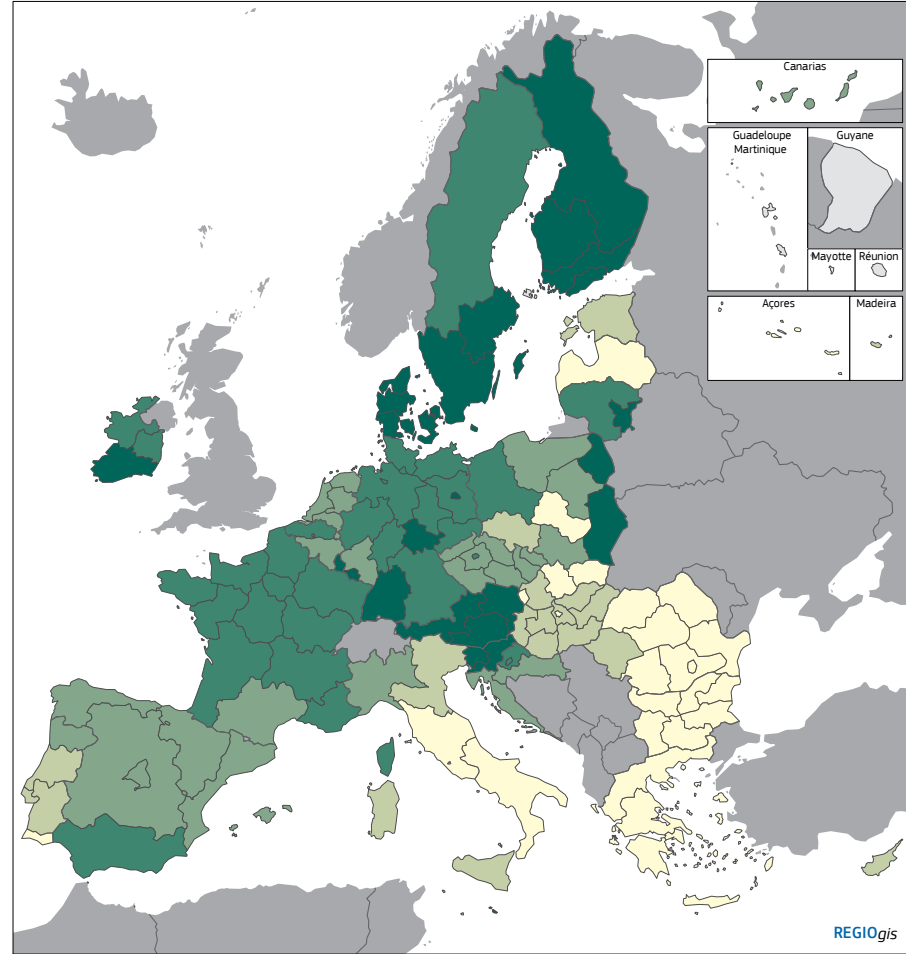 Canarias
Guadeloupe
Martinique
Guyane
Mayotte
Réunion
Açores
Madeira
REGIOgis